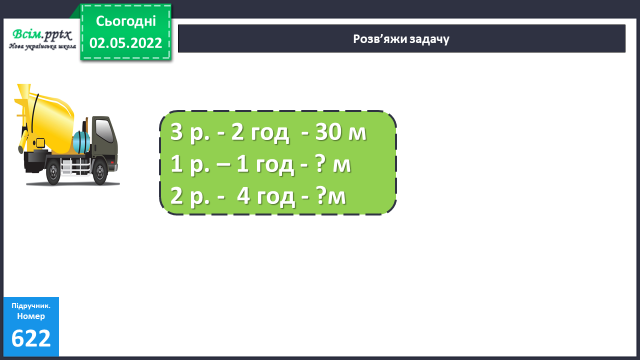 Всім.pptx
Нова українська школа
Сьогодні
02.05.2022
Розв'яжи задачу
3 р. - 2 год - 30 м
1 р. – 1 год - ? м
2 р. - 4 год - ?м
Підручник.
Номер
622